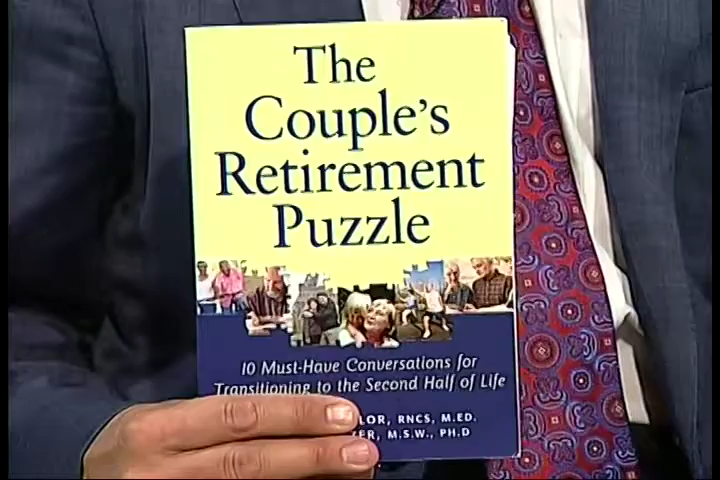 The
Couple's
Retirement
Puzzle
10 Must-Have Conversations for
Transitioning to the Second Half of Life
RNCS, M.ED.
M.S.W., PH.D